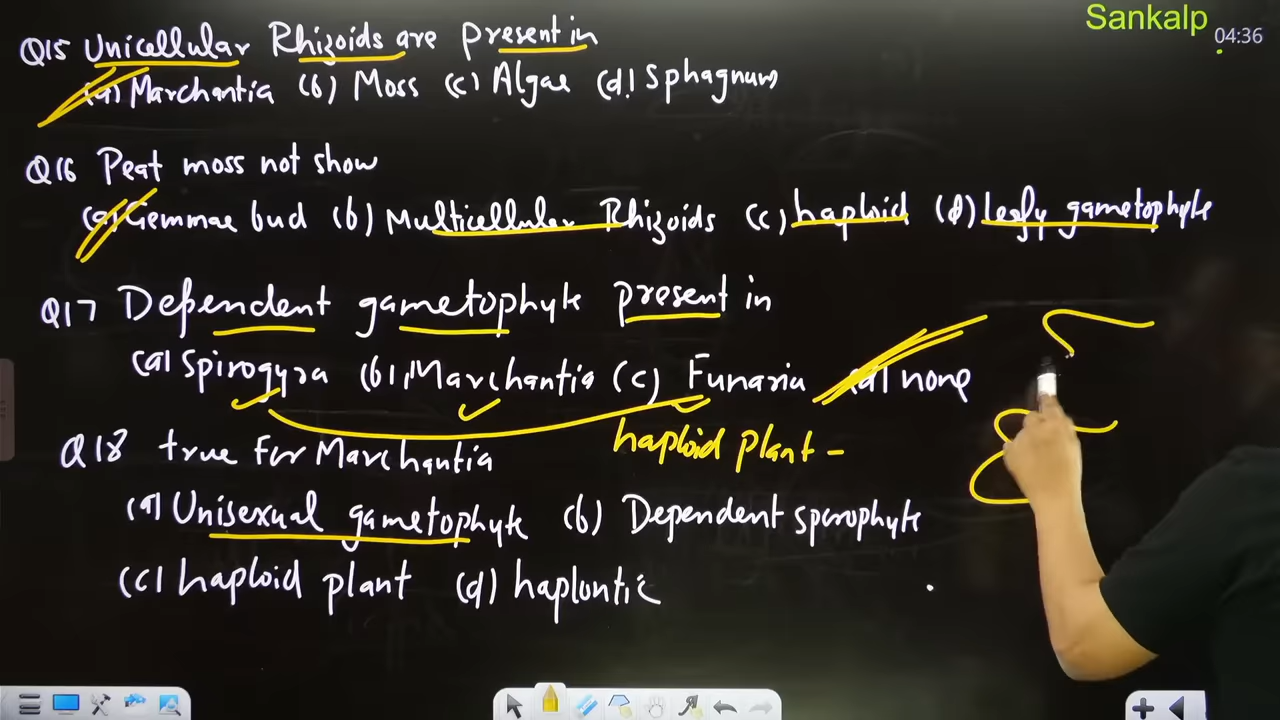 Sankalp
04:36
Q15 Unicellular Rhizoids are present in
(a) Marchantia (b) Moss (c) Algae (d) Sphagnum
Q16 Peat moss not show
(a) Gemmae bud (b) Multicellular Rhizoids (c) haploid (d) leafy gametophyte
Q17 Dependent gametophyte present in
(a) Spirogyra (b) Marchantia (c) Funaria (d) none
haploid plant -
Q18 true For Marchantia
(a) Unisexual gametophyte (b) Dependent sporophyte
(c) haploid plant (d) haplontic